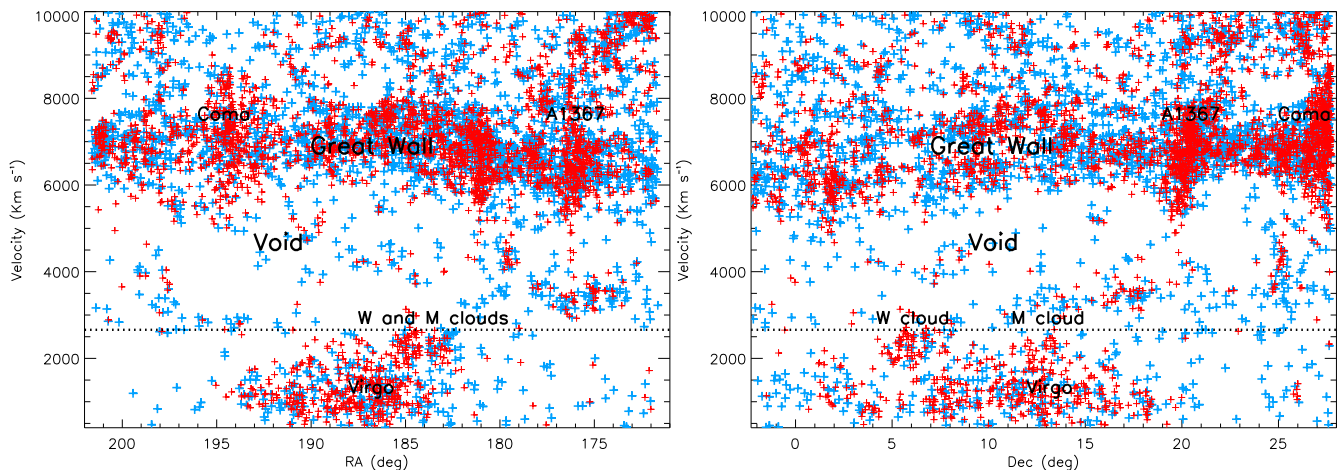 10000
8000
6000
4000
2000
Velocity (Km s⁻¹)
Coma
A1367
Great Wall
Void
W and M clouds
Virgo
200
195
190
185
180
175
RA (deg)
10000
8000
6000
4000
2000
Velocity (Km s⁻¹)
A1367
Coma
Great Wall
Void
W cloud
M cloud
Virgo
0
5
10
15
20
25
Dec (deg)